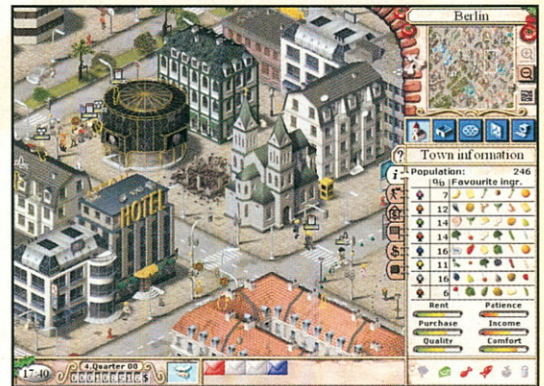 Berlin
HOTEL
Town information
Population: 246
% Favourite ingr.
7
12
14
14
16
11
16
6
Rent Patience
Purchase Income
Quality Comfort
17:40
4.Quarter 00